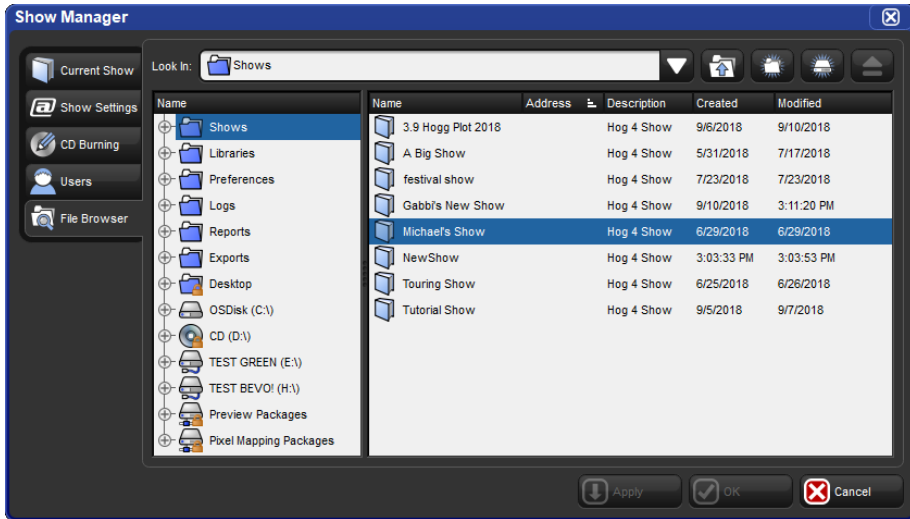 Show Manager
Current Show
Show Settings
CD Burning
Users
File Browser
Look In: Shows
Name
Shows
Libraries
Preferences
Logs
Reports
Exports
Desktop
OSDisk (C:\)
CD (D:\)
TEST GREEN (E:\)
TEST BEVO! (H:\)
Preview Packages
Pixel Mapping Packages
Name Address Description Created Modified
3.9 Hogg Plot 2018 Hog 4 Show 9/6/2018 9/10/2018
A Big Show Hog 4 Show 5/31/2018 7/17/2018
festival show Hog 4 Show 7/23/2018 7/23/2018
Gabbi's New Show Hog 4 Show 9/10/2018 3:11:20 PM
Michael's Show Hog 4 Show 6/29/2018 6/29/2018
NewShow Hog 4 Show 3:03:33 PM 3:03:53 PM
Touring Show Hog 4 Show 6/25/2018 6/26/2018
Tutorial Show Hog 4 Show 9/5/2018 9/7/2018
Apply OK Cancel